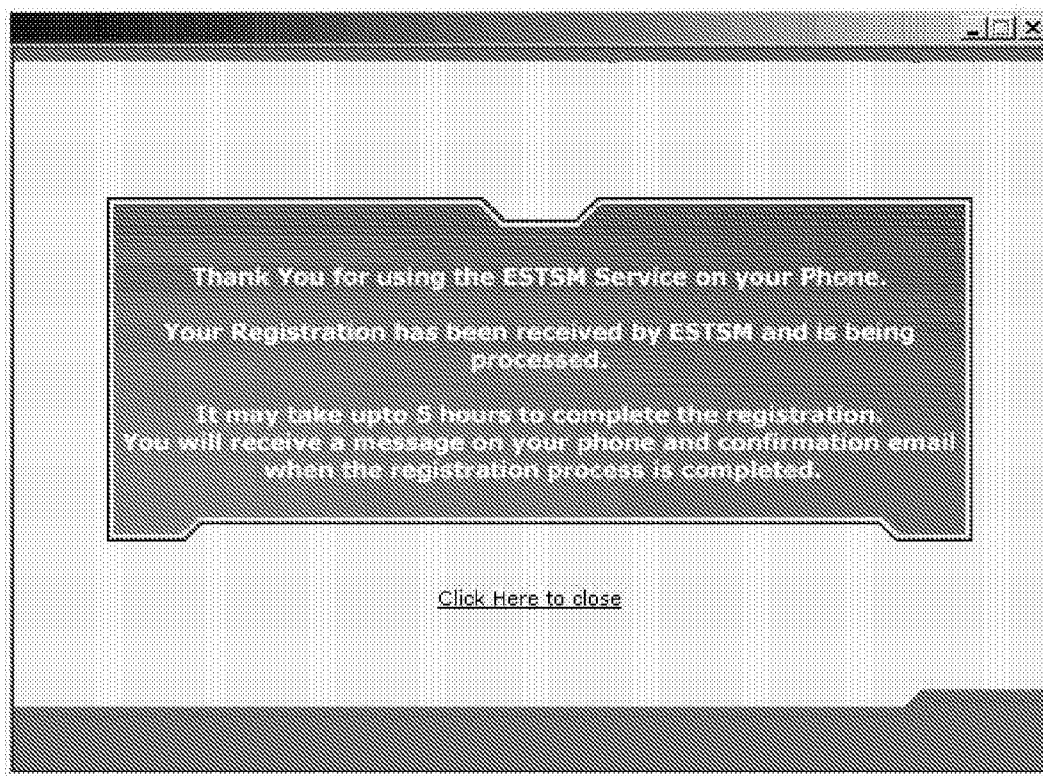 Thank You for using the ESTSM Service on your Phone.
Your Registration has been received by ESTSM and is being
processed.
It may take upto 6 hours to complete the registration.
You will receive a message on your phone and confirmation email
when the registration process is completed.
Click Here to close